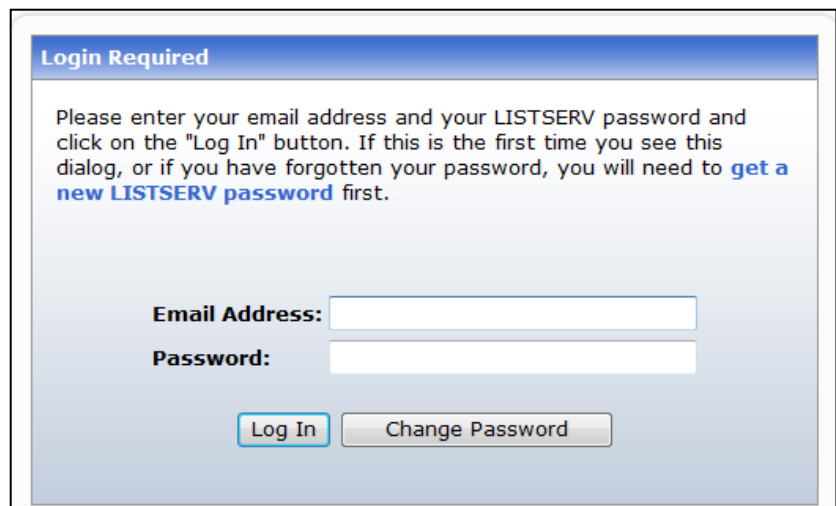 Login Required
Please enter your email address and your LISTSERV password and
click on the "Log In" button. If this is the first time you see this
dialog, or if you have forgotten your password, you will need to get a
new LISTSERV password first.
Email Address:
Password:
Log In Change Password